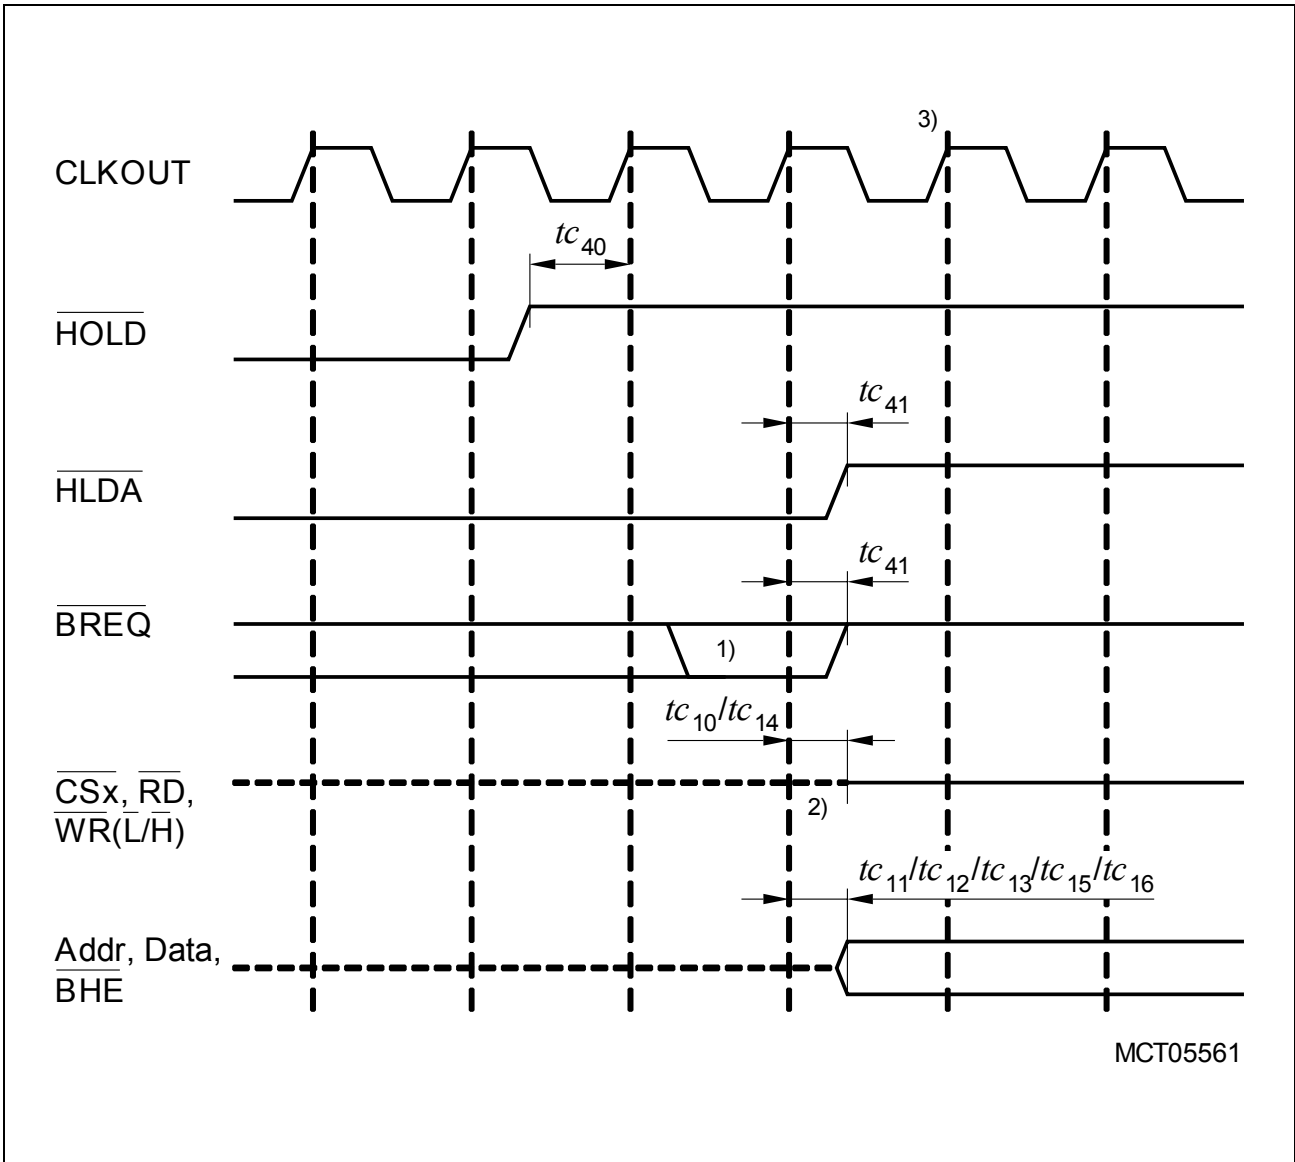 3)
CLKOUT
tc40
HOLD
tc41
HLDA
tc41
BREQ
1)
tc10/tc14
CSx, RD,
WR(L/H)
2)
tc11/tc12/tc13/tc15/tc16
Addr, Data,
BHE
MCT05561